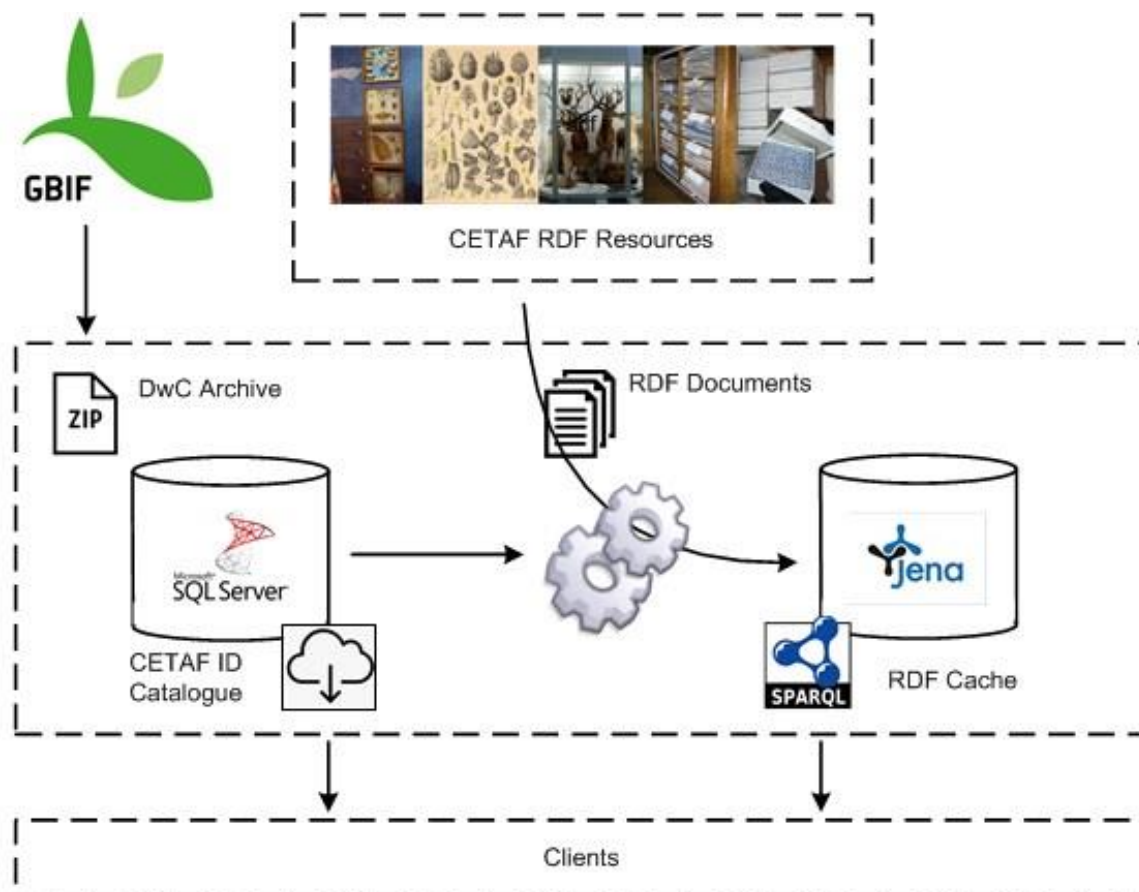 GBIF
CETAF RDF Resources
ZIP
DwC Archive
RDF Documents
Microsoft
SQL Server
CETAF ID
Catalogue
Jena
SPARQL
RDF Cache
Clients